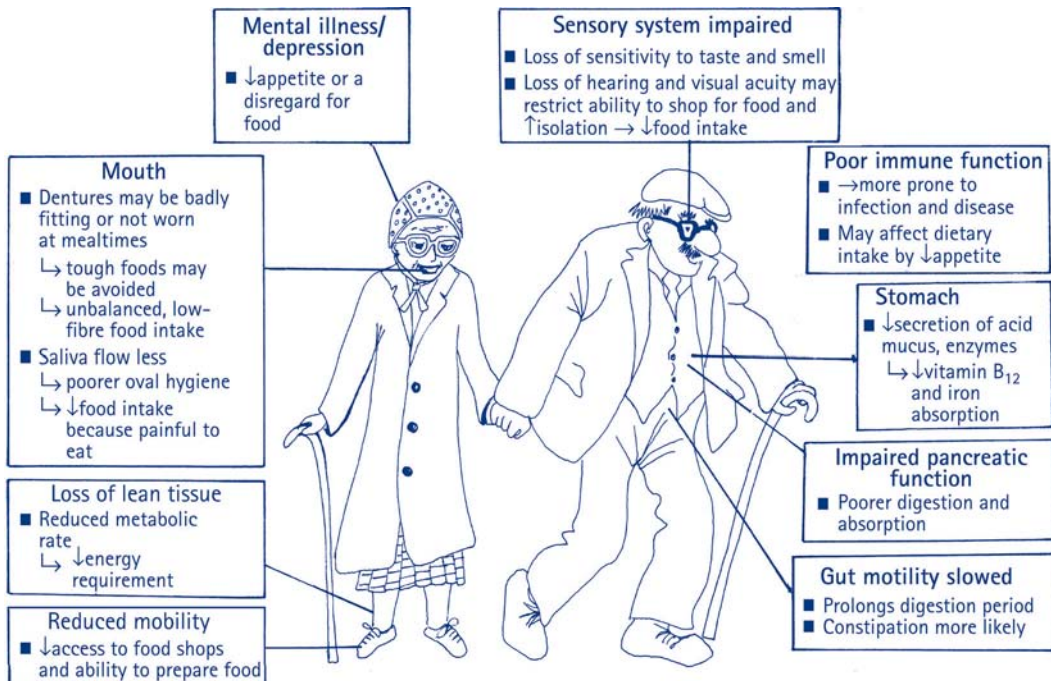 Mental illness/
depression
■ ↓appetite or a
disregard for
food
Sensory system impaired
■ Loss of sensitivity to taste and smell
■ Loss of hearing and visual acuity may
restrict ability to shop for food and
↑isolation → ↓food intake
Mouth
■ Dentures may be badly
fitting or not worn
at mealtimes
↳ tough foods may
be avoided
↳ unbalanced, low-
fibre food intake
■ Saliva flow less
↳ poorer oval hygiene
↳ ↓food intake
because painful to
eat
Poor immune function
■ →more prone to
infection and disease
■ May affect dietary
intake by ↓appetite
Stomach
■ ↓secretion of acid
mucus, enzymes
↳ ↓vitamin B₁₂
and iron
absorption
Impaired pancreatic
function
■ Poorer digestion and
absorption
Loss of lean tissue
■ Reduced metabolic
rate
↳ ↓energy
requirement
Gut motility slowed
■ Prolongs digestion period
■ Constipation more likely
Reduced mobility
■ ↓access to food shops
and ability to prepare food